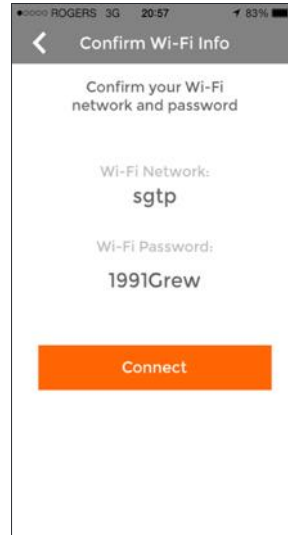 ROGERS 3G 20:57 83%
Confirm Wi-Fi Info
Confirm your Wi-Fi
network and password
Wi-Fi Network:
sgtp
Wi-Fi Password:
1991Grew
Connect